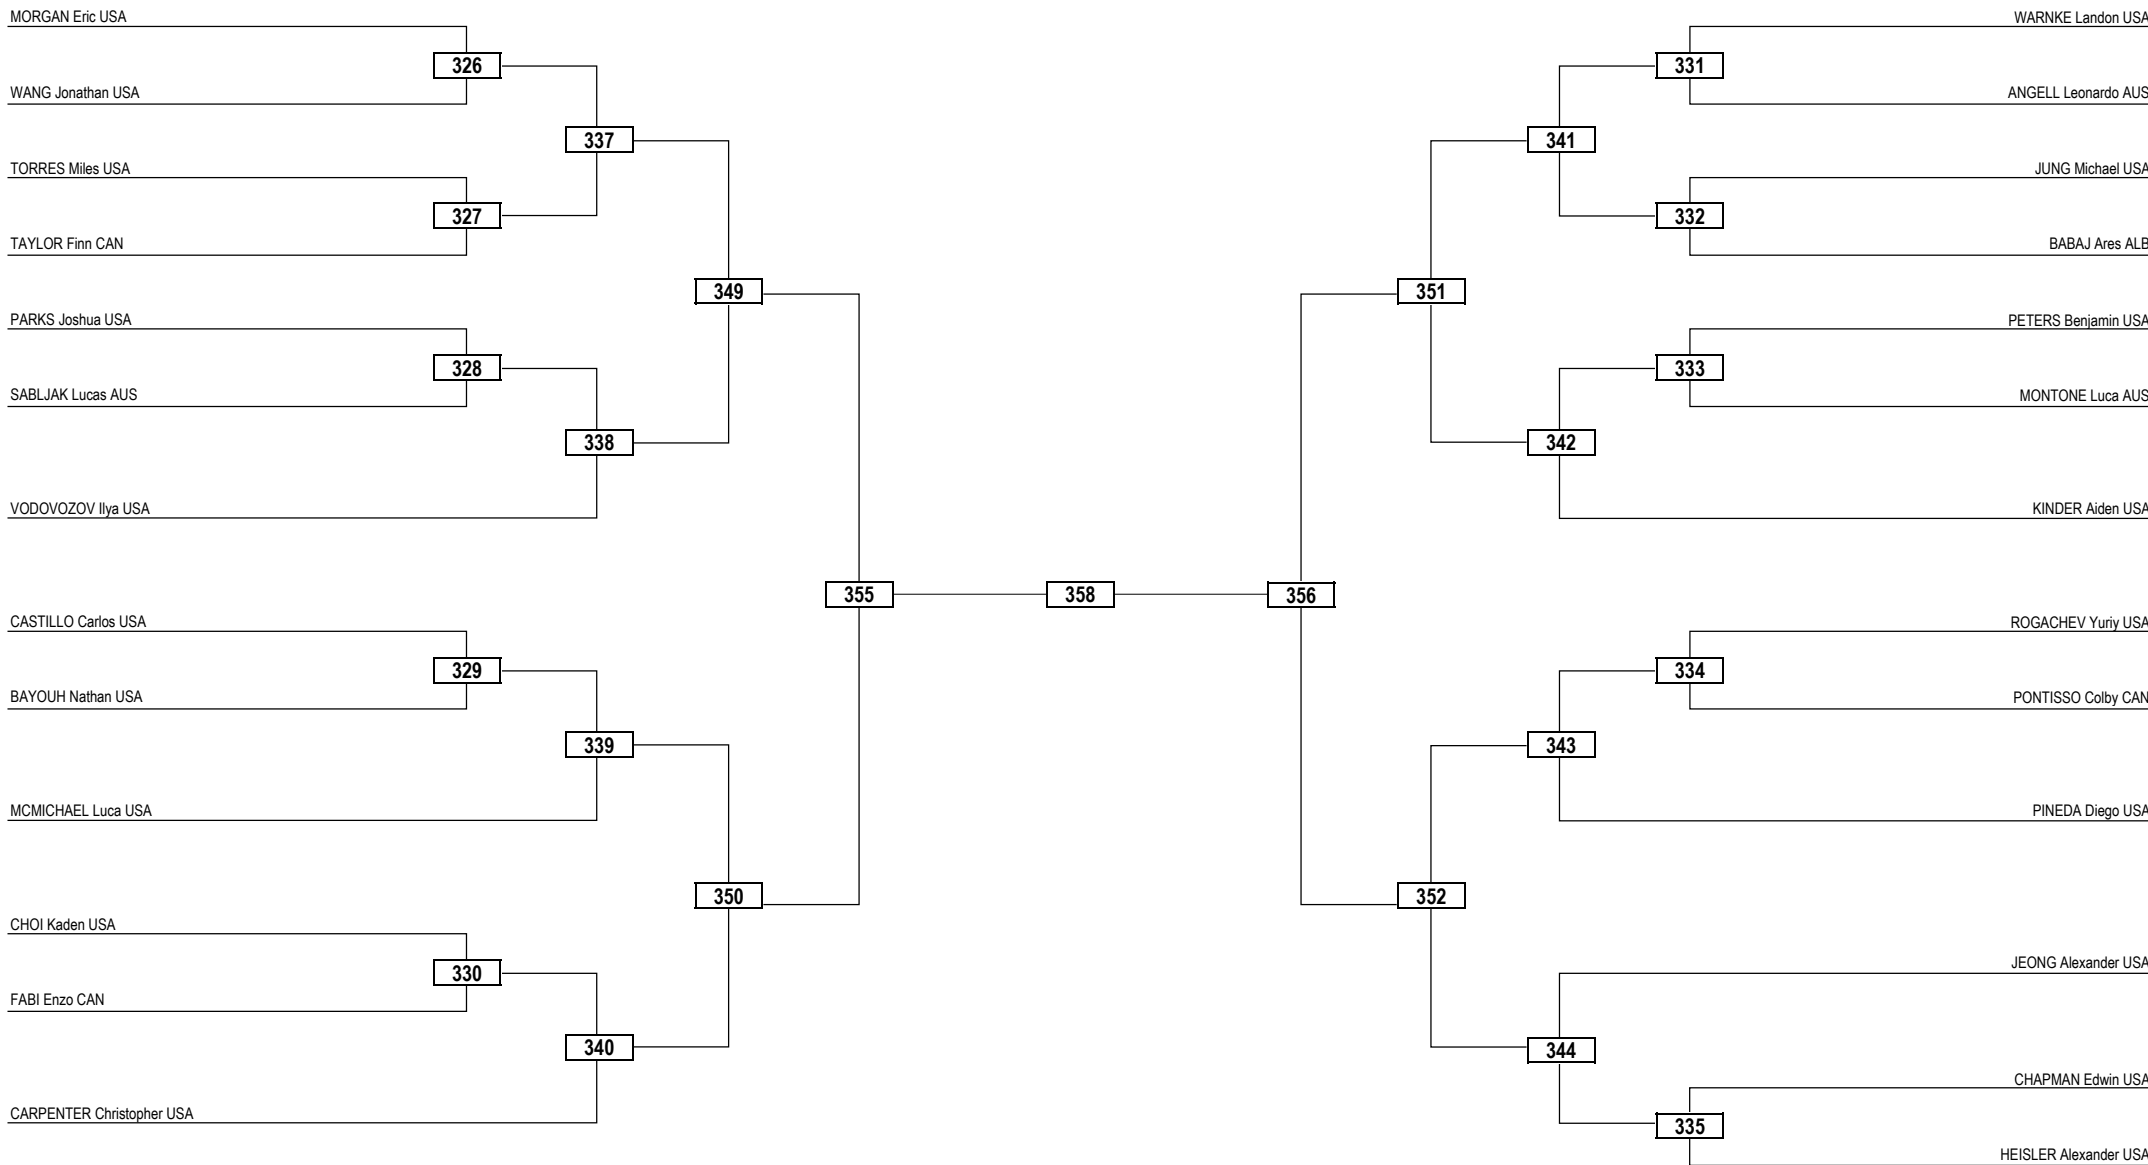 MORGAN Eric USA
326
WANG Jonathan USA
337
TORRES Miles USA
327
TAYLOR Finn CAN
349
PARKS Joshua USA
328
SABLJAK Lucas AUS
338
VODOVOZOV Ilya USA
355
CASTILLO Carlos USA
329
BAYOUH Nathan USA
339
MCMICHAEL Luca USA
350
CHOI Kaden USA
330
FABI Enzo CAN
340
CARPENTER Christopher USA
358
WARNKE Landon USA
331
ANGELL Leonardo AUS
341
JUNG Michael USA
332
BABAJ Ares ALB
351
PETERS Benjamin USA
333
MONTONE Luca AUS
342
KINDER Aiden USA
356
ROGACHEV Yuriy USA
334
PONTISSO Colby CAN
343
PINEDA Diego USA
352
JEONG Alexander USA
344
CHAPMAN Edwin USA
335
HEISLER Alexander USA